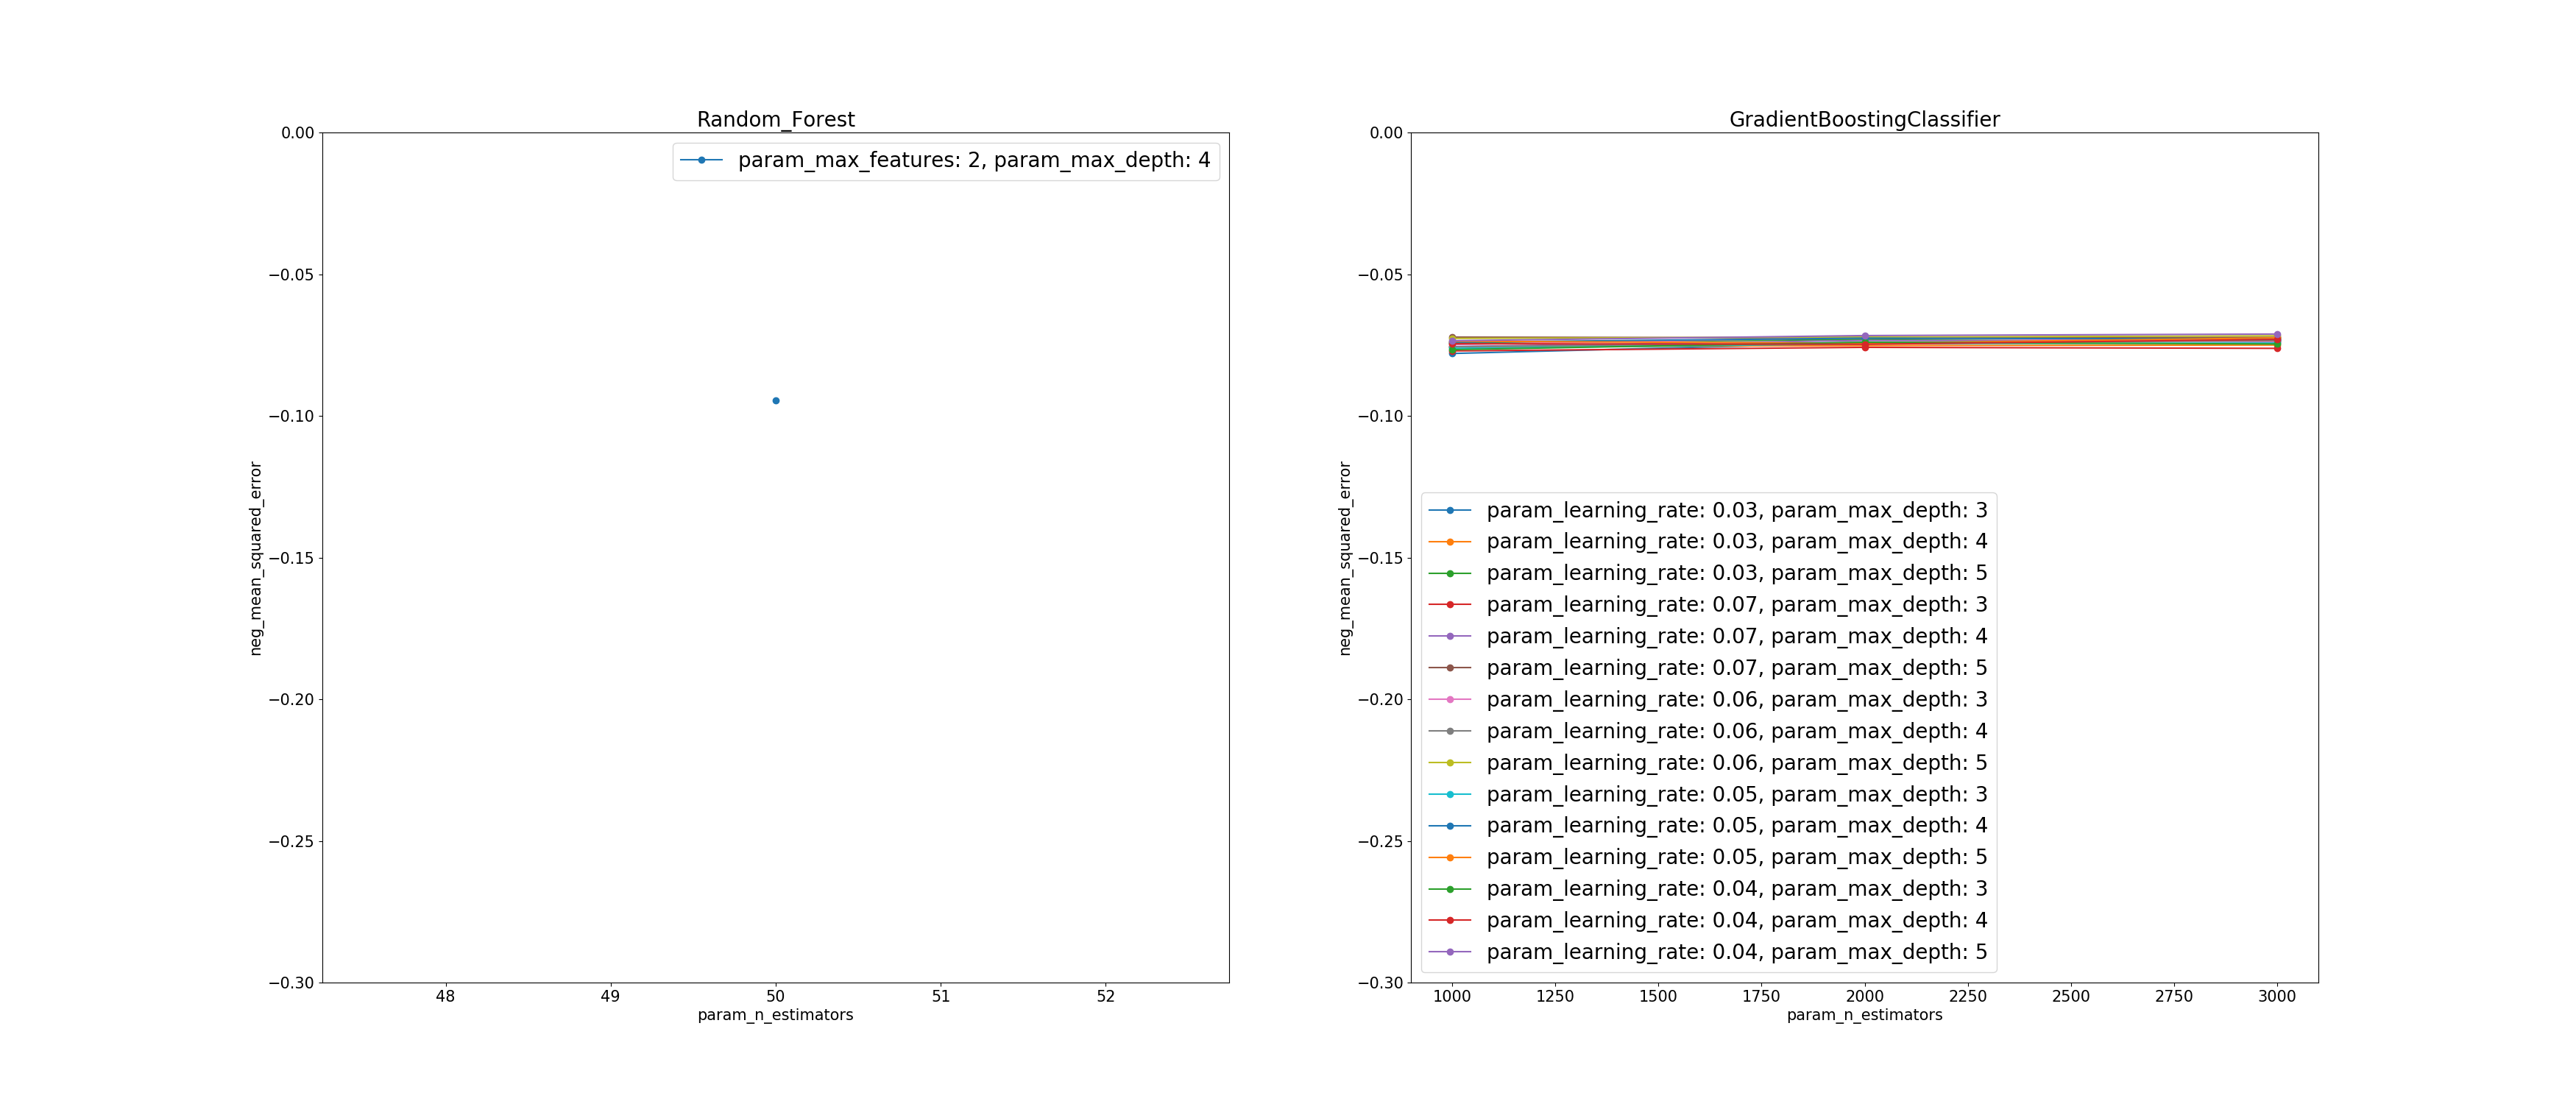 Random_Forest
0.00
−0.05
−0.10
−0.15
−0.20
−0.25
−0.30
neg_mean_squared_error
param_max_features: 2, param_max_depth: 4
48 49 50 51 52
param_n_estimators
GradientBoostingClassifier
0.00
−0.05
−0.10
−0.15
−0.20
−0.25
−0.30
neg_mean_squared_error
param_learning_rate: 0.03, param_max_depth: 3
param_learning_rate: 0.03, param_max_depth: 4
param_learning_rate: 0.03, param_max_depth: 5
param_learning_rate: 0.07, param_max_depth: 3
param_learning_rate: 0.07, param_max_depth: 4
param_learning_rate: 0.07, param_max_depth: 5
param_learning_rate: 0.06, param_max_depth: 3
param_learning_rate: 0.06, param_max_depth: 4
param_learning_rate: 0.06, param_max_depth: 5
param_learning_rate: 0.05, param_max_depth: 3
param_learning_rate: 0.05, param_max_depth: 4
param_learning_rate: 0.05, param_max_depth: 5
param_learning_rate: 0.04, param_max_depth: 3
param_learning_rate: 0.04, param_max_depth: 4
param_learning_rate: 0.04, param_max_depth: 5
1000 1250 1500 1750 2000 2250 2500 2750 3000
param_n_estimators